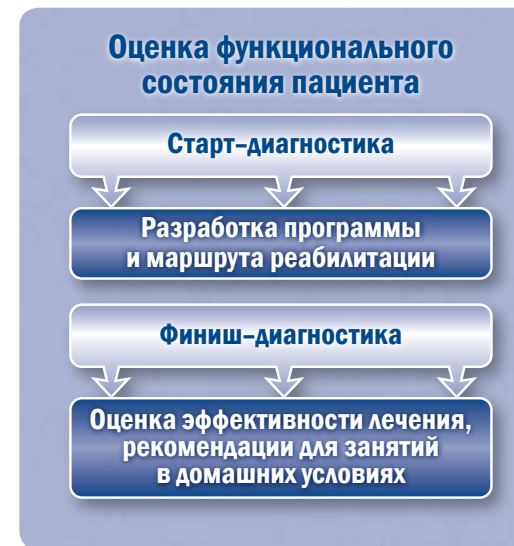 Оценка функционального
состояния пациента
Старт-диагностика
Разработка программы
и маршрута реабилитации
Финиш-диагностика
Оценка эффективности лечения,
рекомендации для занятий
в домашних условиях